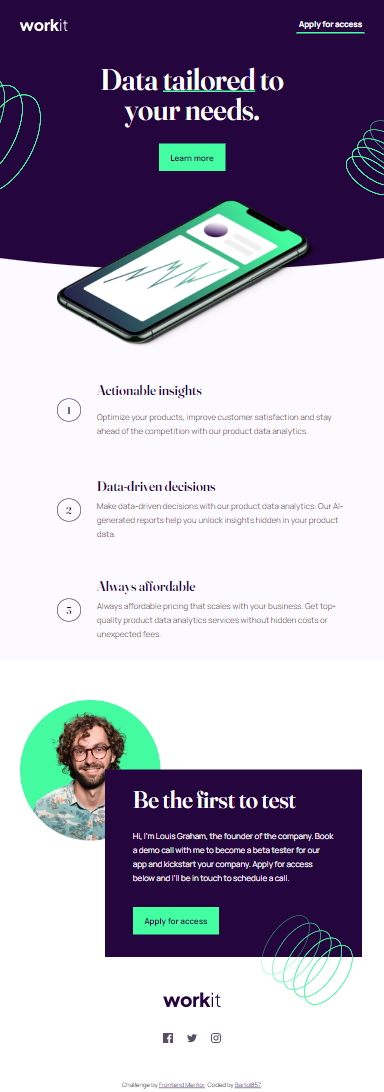 workit
Apply for access
Data tailored to
your needs.
Learn more
1
Actionable insights
Optimize your products, improve customer satisfaction and stay
ahead of the competition with our product data analytics.
2
Data-driven decisions
Make data-driven decisions with our product data analytics. Our AI-
generated reports help you unlock insights hidden in your product
data.
3
Always affordable
Always affordable pricing that scales with your business. Get top-
quality product data analytics services without hidden costs or
unexpected fees.
Be the first to test
Hi, I'm Louis Graham, the founder of the company. Book
a demo call with me to become a beta tester for our
app and kickstart your company. Apply for access
below and I'll be in touch to schedule a call.
Apply for access
workit
Challenge by Frontend Mentor. Coded by Bartol857.